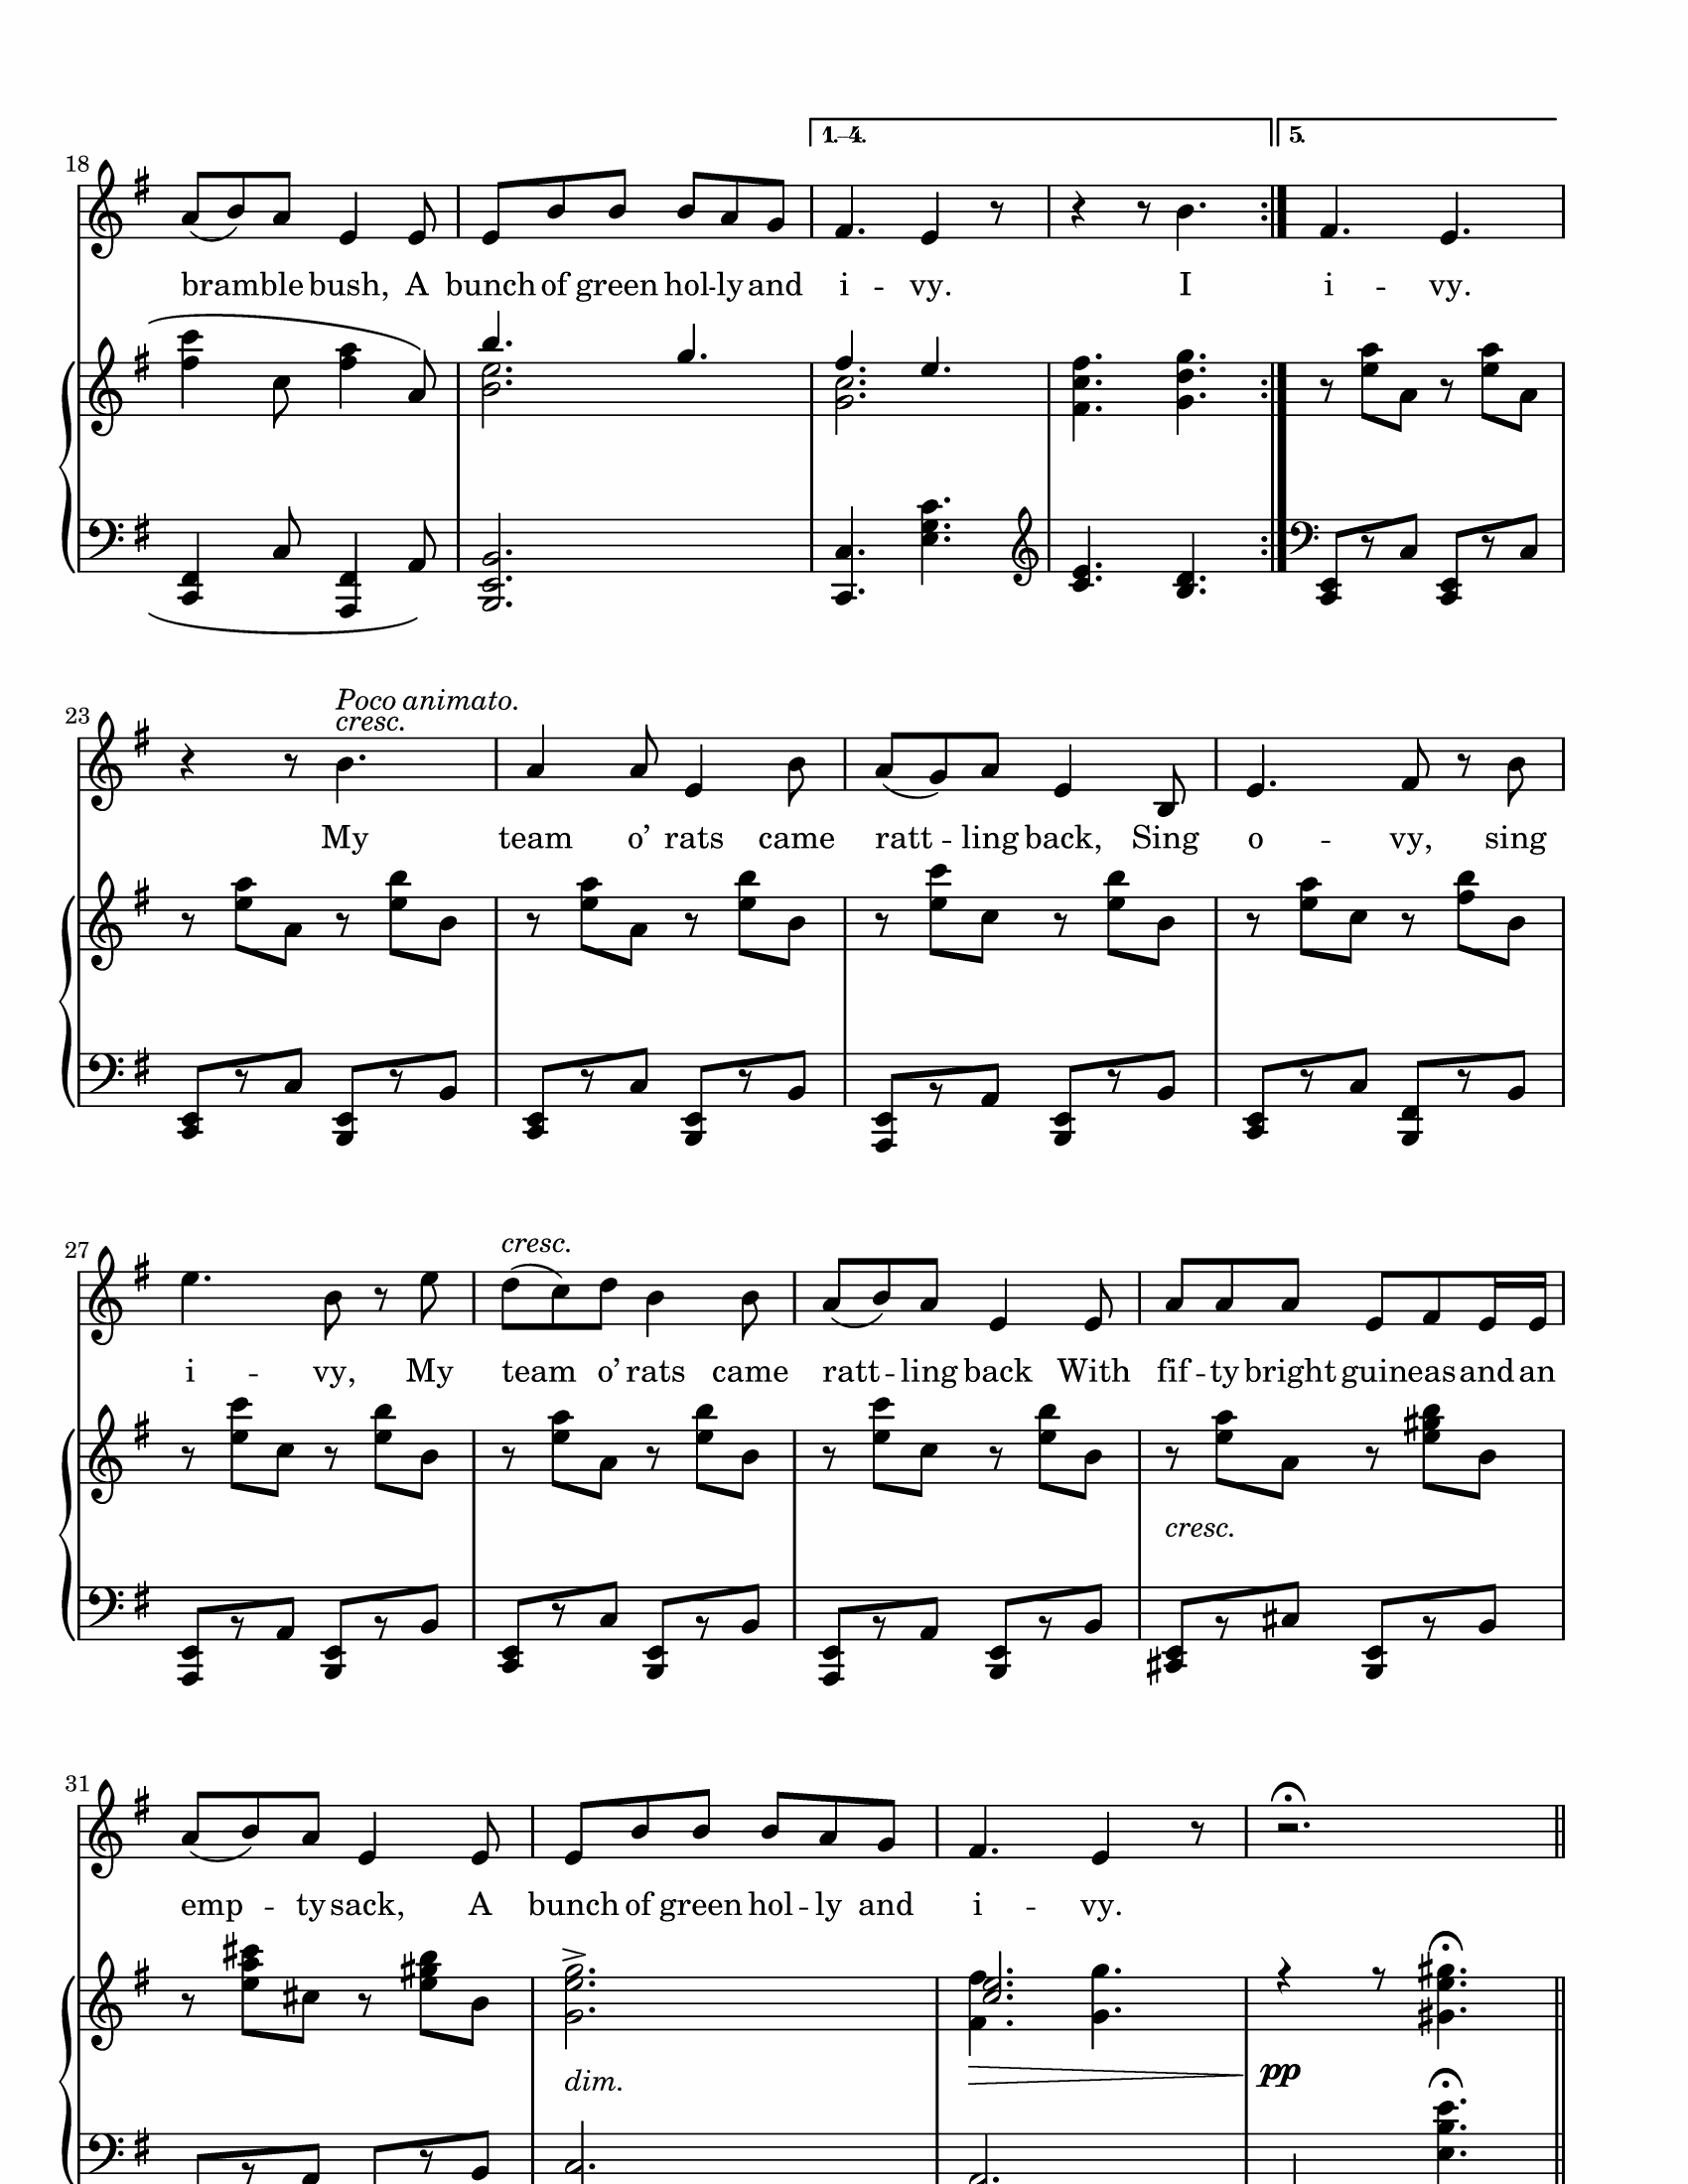 1.–4. 5.
18
bramble bush, A bunch of green hol -- ly and i -- vy. I i -- vy.
Poco animato.
23 cresc.
My team o’ rats came ratt -- ling back, Sing o -- vy, sing
27 cresc.
i -- vy, My team o’ rats came ratt -- ling back With fif -- ty bright guineas and an
cresc.
31
emp -- ty sack, A bunch of green hol -- ly and i -- vy.
dim. pp